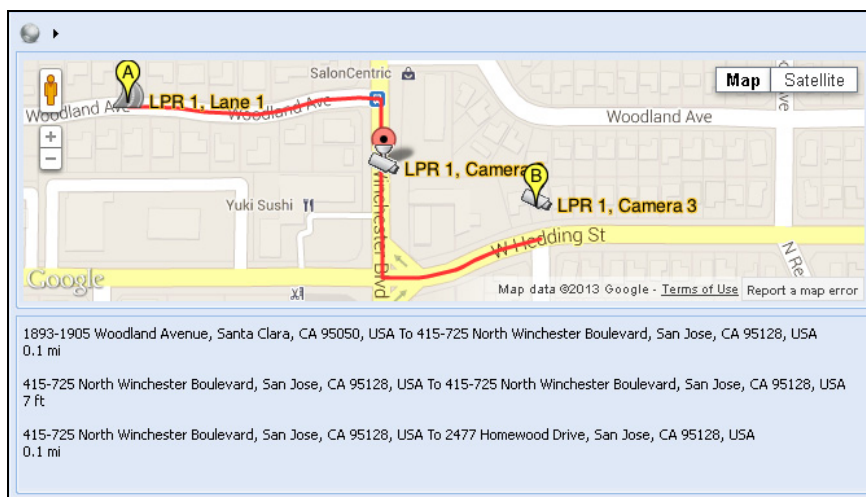 SalonCentric
Map Satellite
A
LPR 1, Lane 1
Woodland Ave
Woodland Ave
Woodland Ave
LPR 1, Camera
B
LPR 1, Camera 3
Yuki Sushi
Winchester Blvd
W Hedding St
Google
Map data ©2013 Google - Terms of Use Report a map error
1893-1905 Woodland Avenue, Santa Clara, CA 95050, USA To 415-725 North Winchester Boulevard, San Jose, CA 95128, USA
0.1 mi
415-725 North Winchester Boulevard, San Jose, CA 95128, USA To 415-725 North Winchester Boulevard, San Jose, CA 95128, USA
7 ft
415-725 North Winchester Boulevard, San Jose, CA 95128, USA To 2477 Homewood Drive, San Jose, CA 95128, USA
0.1 mi